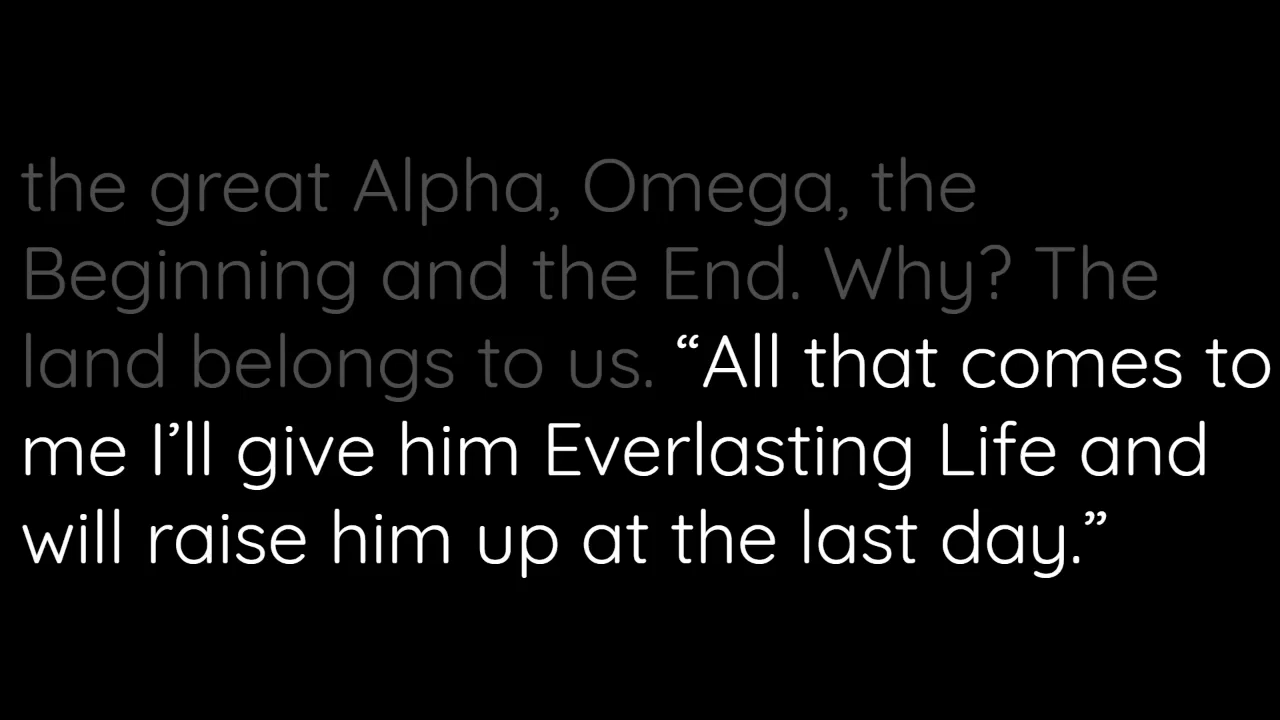 the great Alpha, Omega, the
Beginning and the End. Why? The
land belongs to us. “All that comes to
me I’ll give him Everlasting Life and
will raise him up at the last day.”